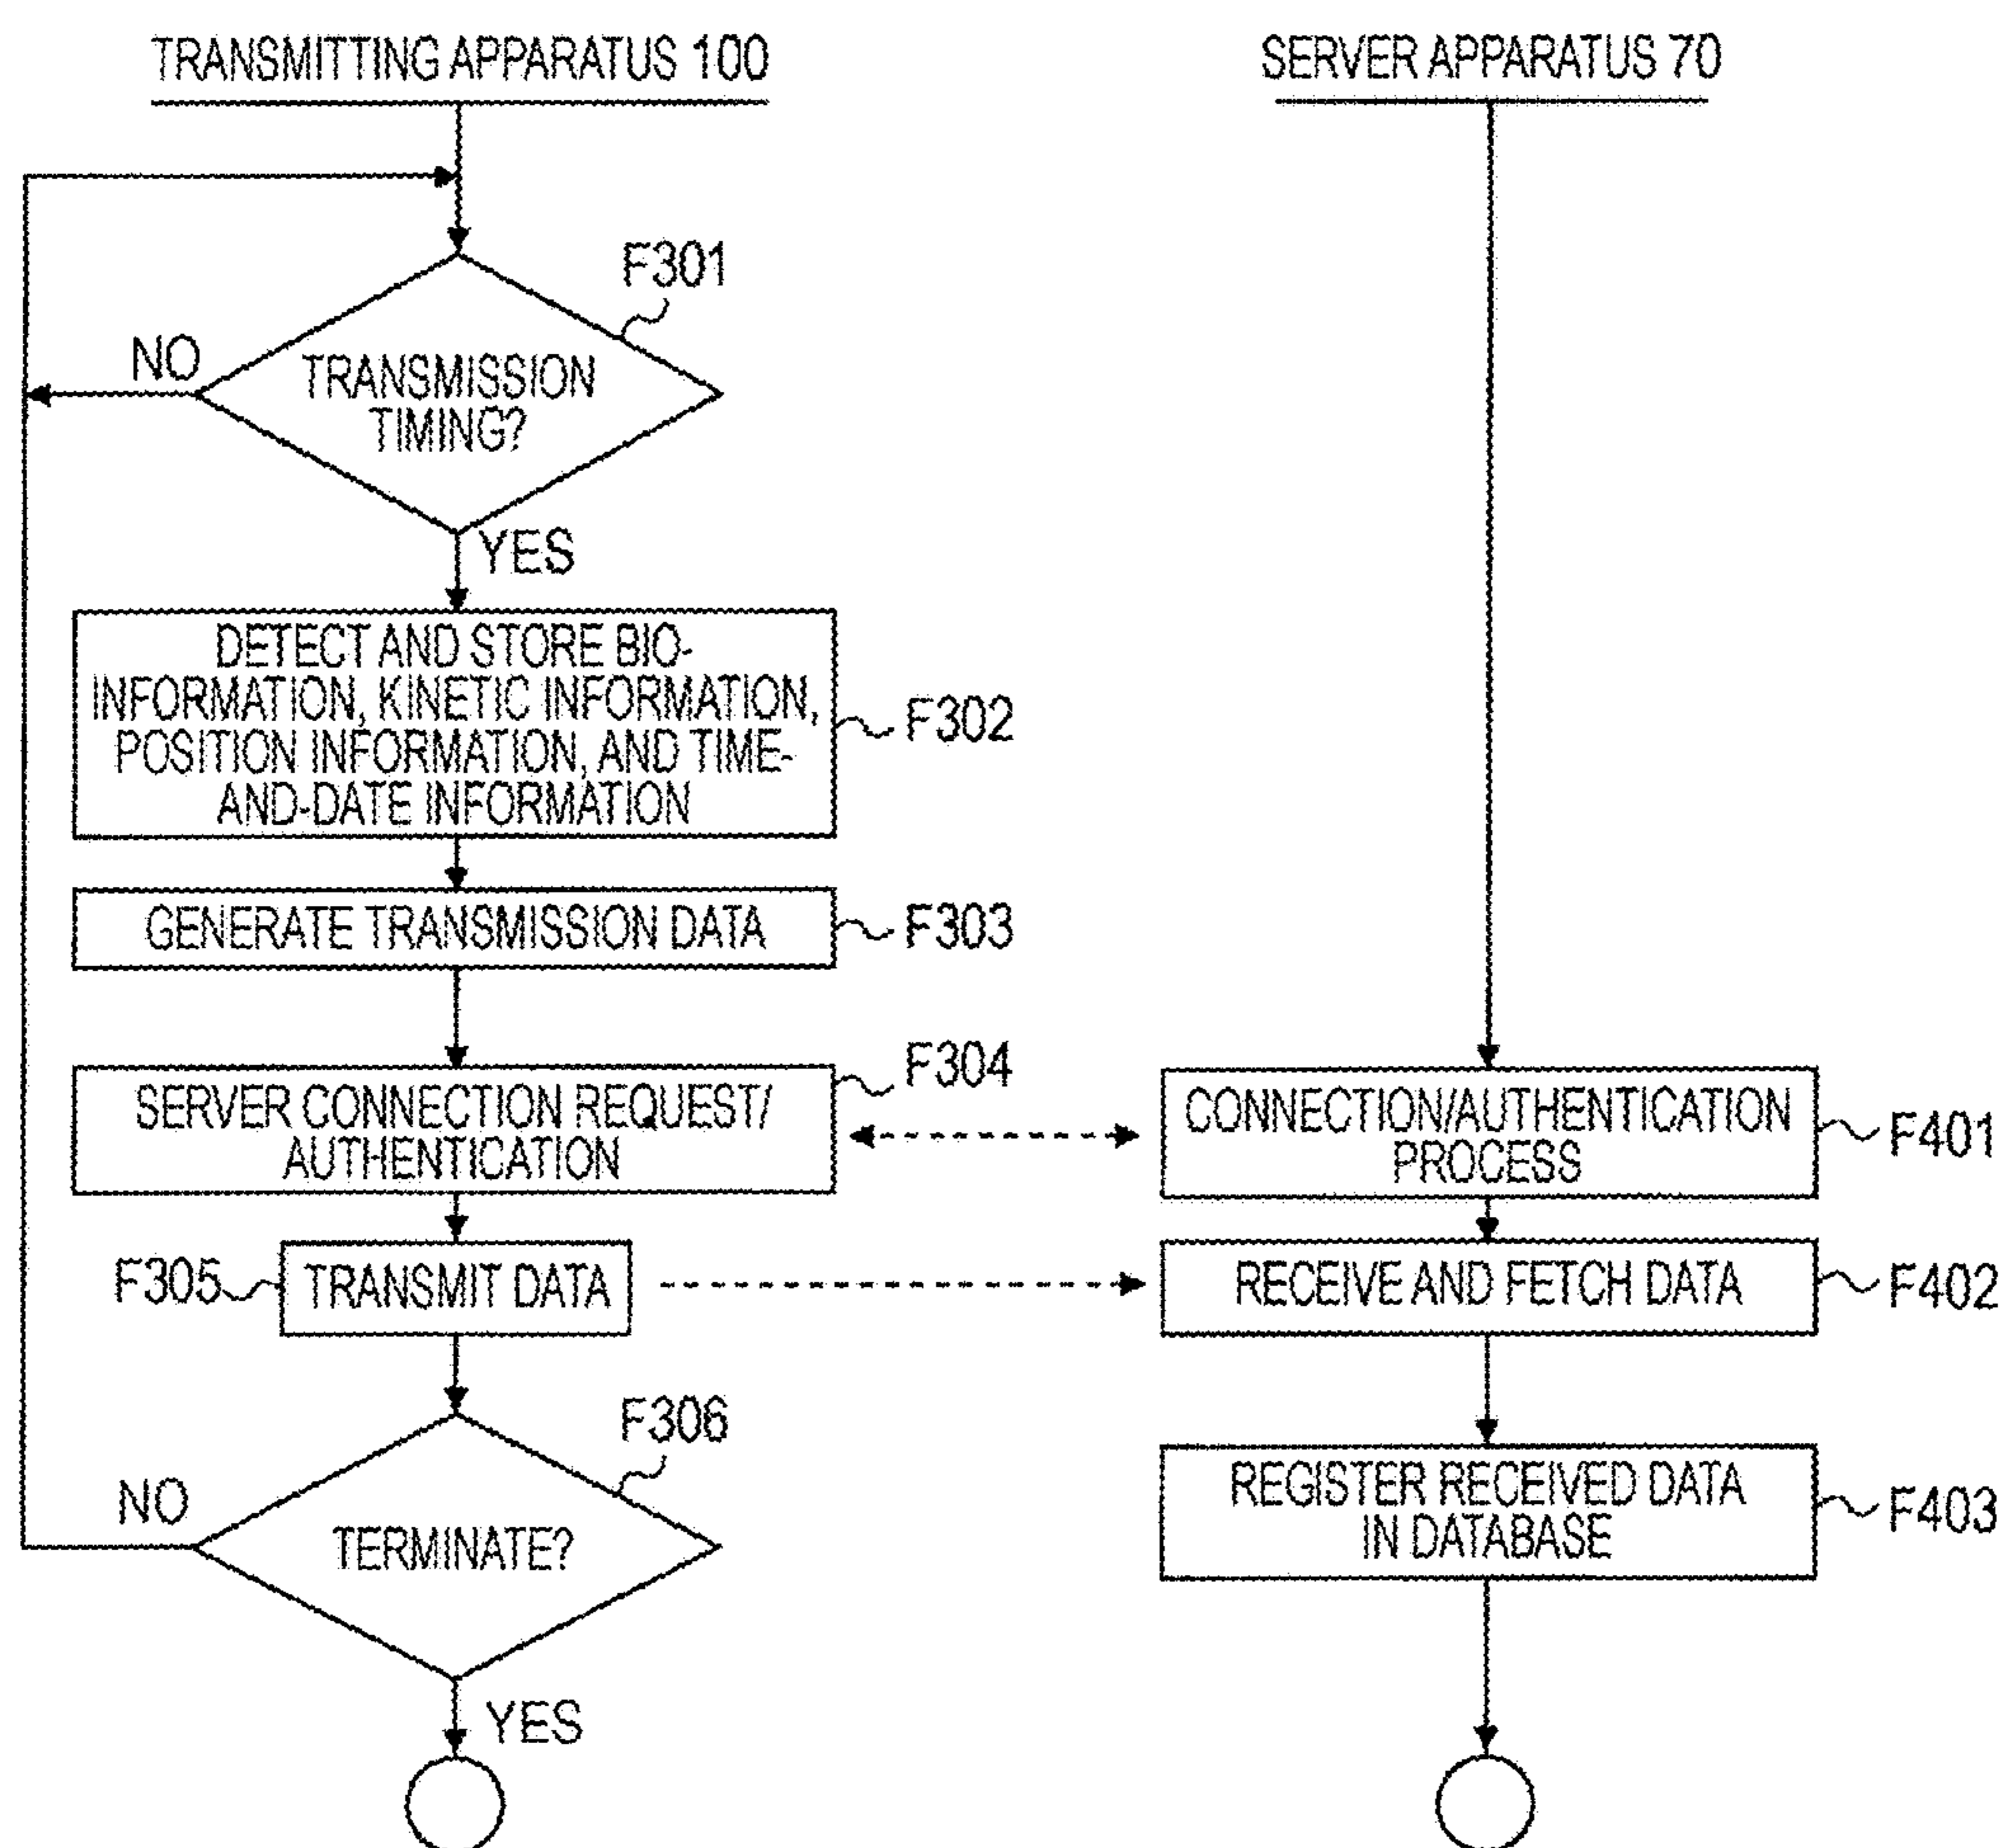 TRANSMITTING APPARATUS 100
SERVER APPARATUS 70
F301
NO
TRANSMISSION
TIMING?
YES
DETECT AND STORE BIO-
INFORMATION, KINETIC INFORMATION,
POSITION INFORMATION, AND TIME-
AND-DATE INFORMATION
F302
GENERATE TRANSMISSION DATA
F303
F304
SERVER CONNECTION REQUEST/
AUTHENTICATION
CONNECTION/AUTHENTICATION
PROCESS
F401
F305
TRANSMIT DATA
RECEIVE AND FETCH DATA
F402
F306
NO
TERMINATE?
REGISTER RECEIVED DATA
IN DATABASE
F403
YES